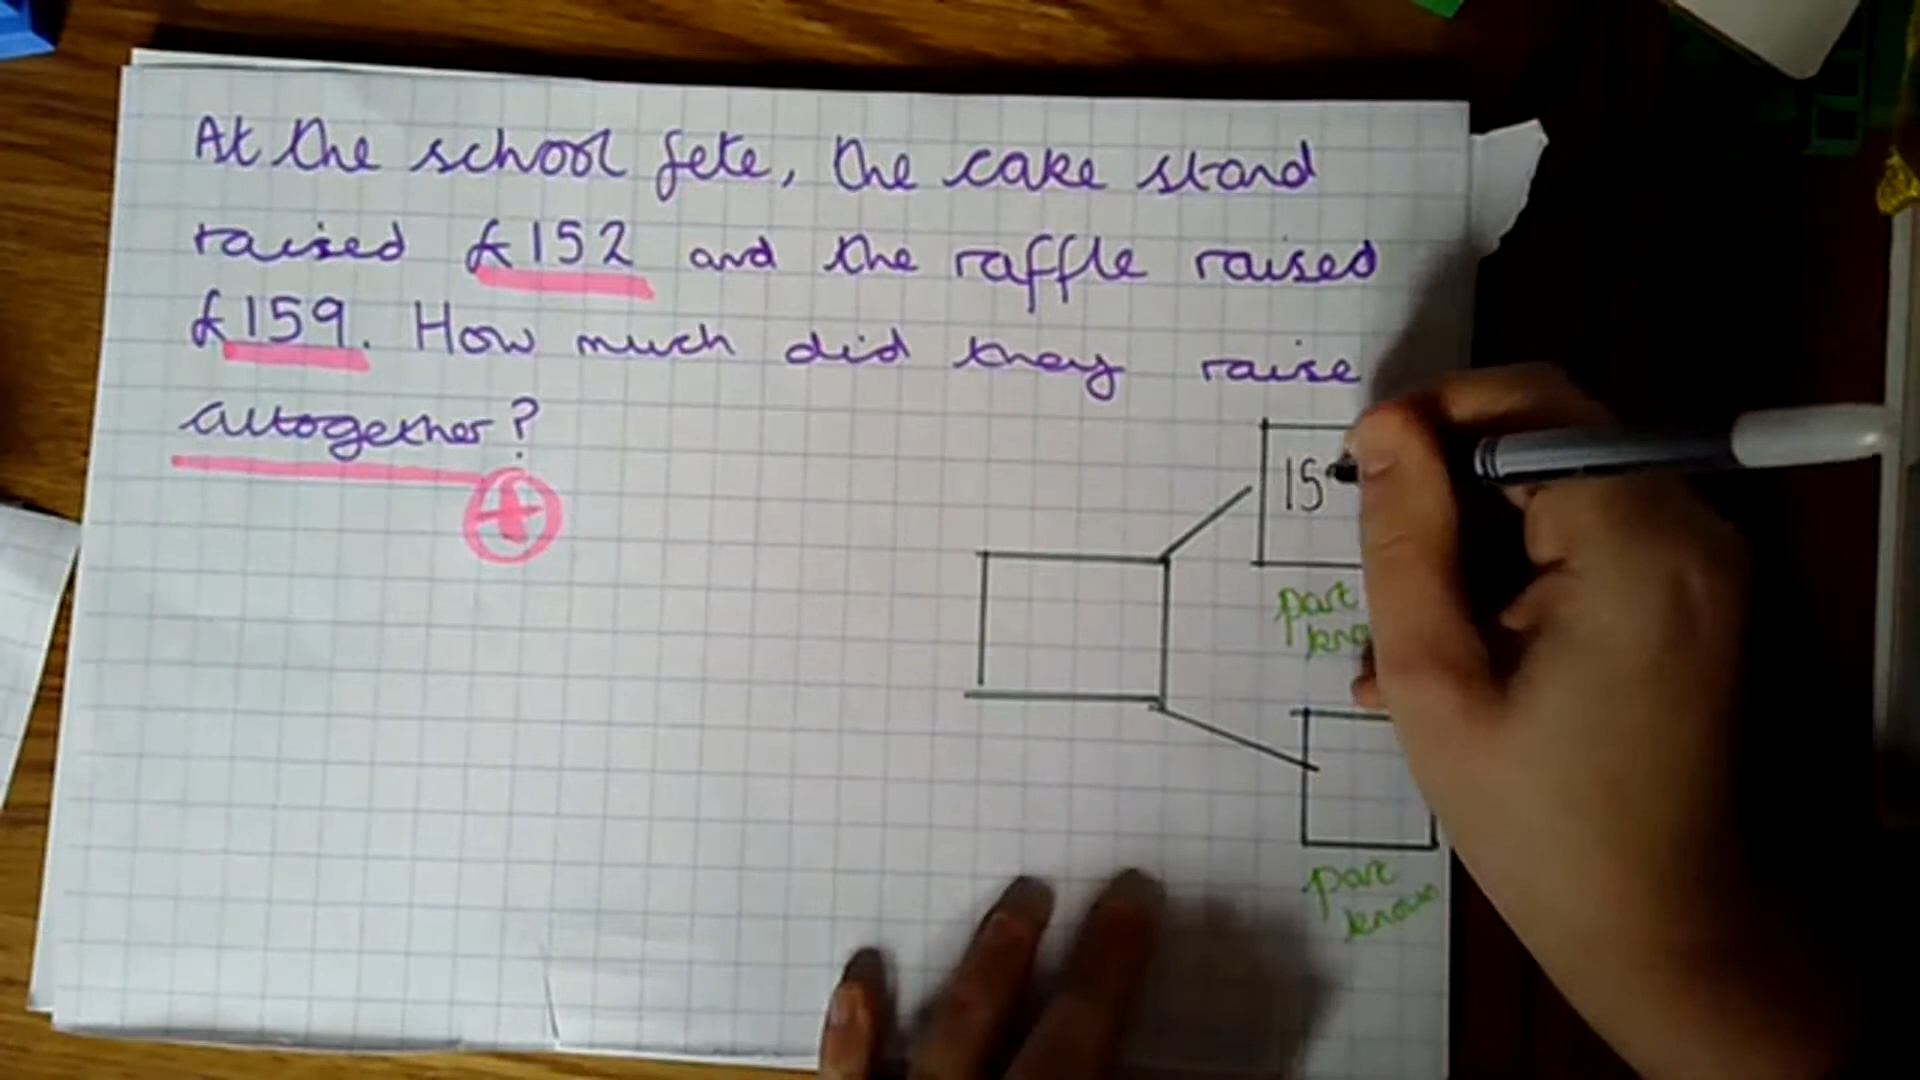 At the school fete, the cake stand
raised £152 and the raffle raised
£159. How much did they raise
altogether?
+
15
part
part
known